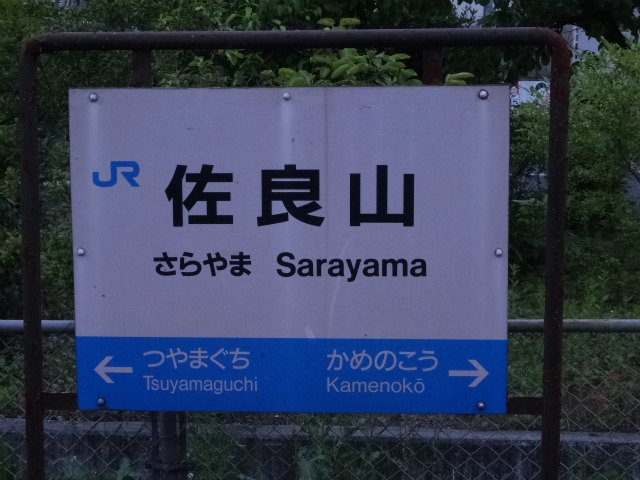 JR 佐良山
さらやま Sarayama
← つやまぐち かめのこう →
Tsuyamaguchi Kamenokō